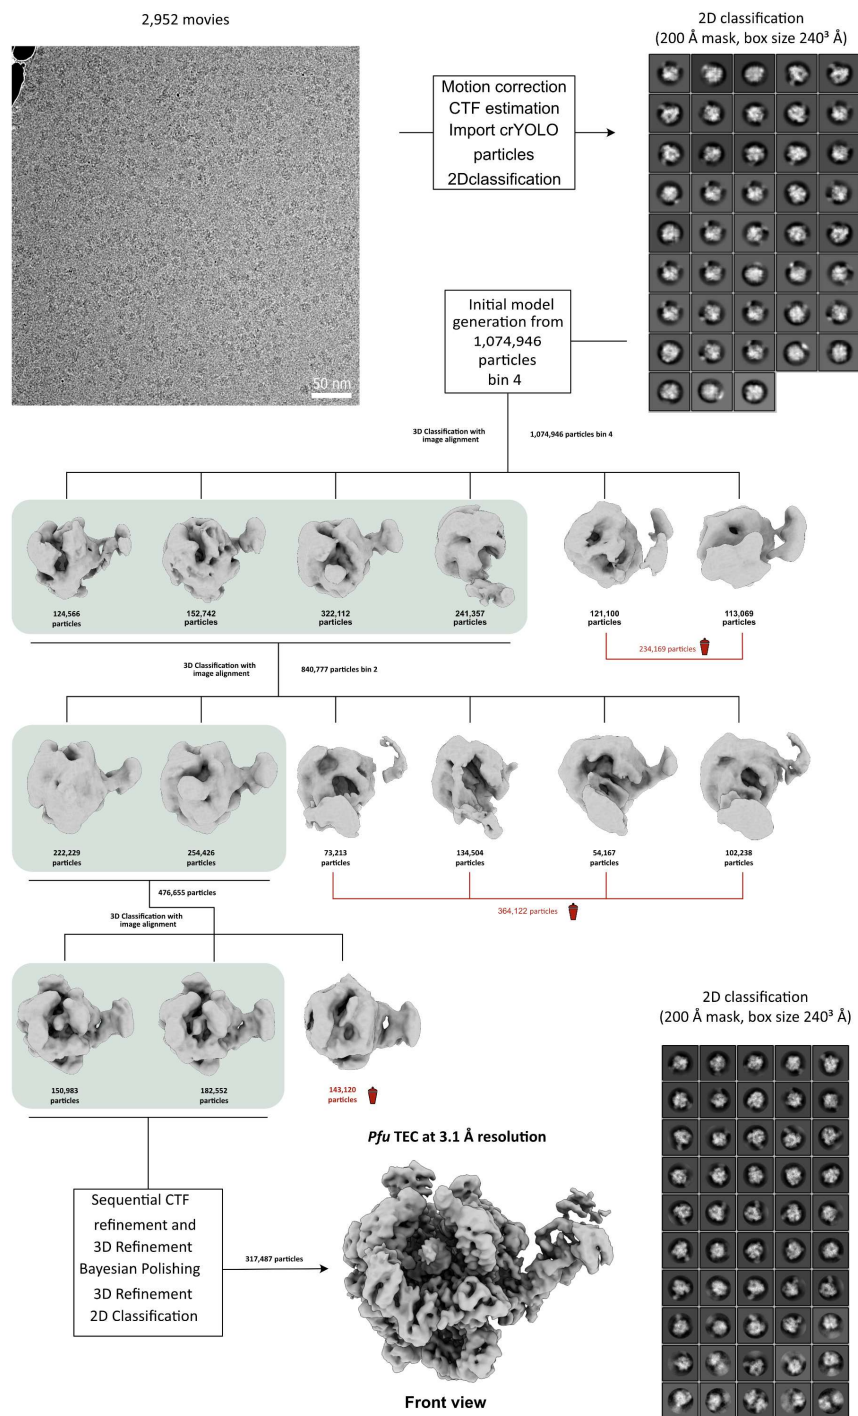 2,952 movies
50 nm
Motion correction
CTF estimation
Import crYOLO
particles
2Dclassification
2D classification
(200 Å mask, box size 240³ Å)
Initial model
generation from
1,074,946
particles
bin 4
3D Classification with
image alignment
1,074,946 particles bin 4
124,566
particles
152,742
particles
322,112
particles
241,357
particles
121,100
particles
113,069
particles
234,169 particles
3D Classification with
image alignment
840,777 particles bin 2
222,229
particles
254,426
particles
73,213
particles
134,504
particles
54,167
particles
102,238
particles
476,655 particles
364,122 particles
3D Classification with
image alignment
150,983
particles
182,552
particles
143,120
particles
2D classification
(200 Å mask, box size 240³ Å)
Pfu TEC at 3.1 Å resolution
Sequential CTF
refinement and
3D Refinement
Bayesian Polishing
3D Refinement
2D Classification
317,487 particles
Front view